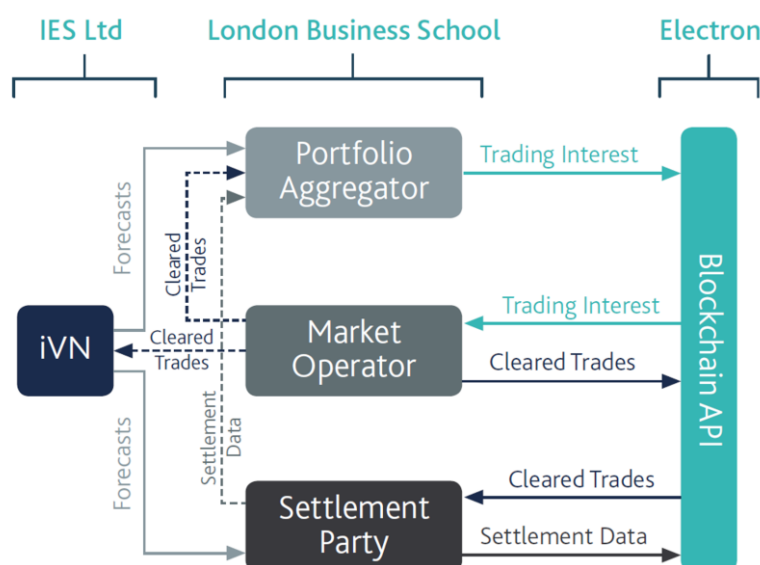 IES Ltd
London Business School
Electron
Portfolio
Aggregator
Trading Interest
Forecasts
Cleared
Trades
Blockchain API
Trading Interest
iVN
Cleared
Trades
Market
Operator
Cleared Trades
Settlement
Data
Forecasts
Cleared Trades
Settlement
Party
Settlement Data